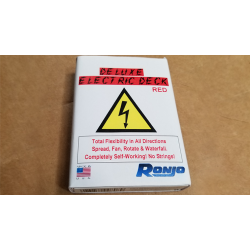 DELUXE
ELECTRIC DECK
RED
Total Flexibility in All Directions
Spread, Fan, Rotate & Waterfall
Completely Self-Working! No Strings!
Ronjo